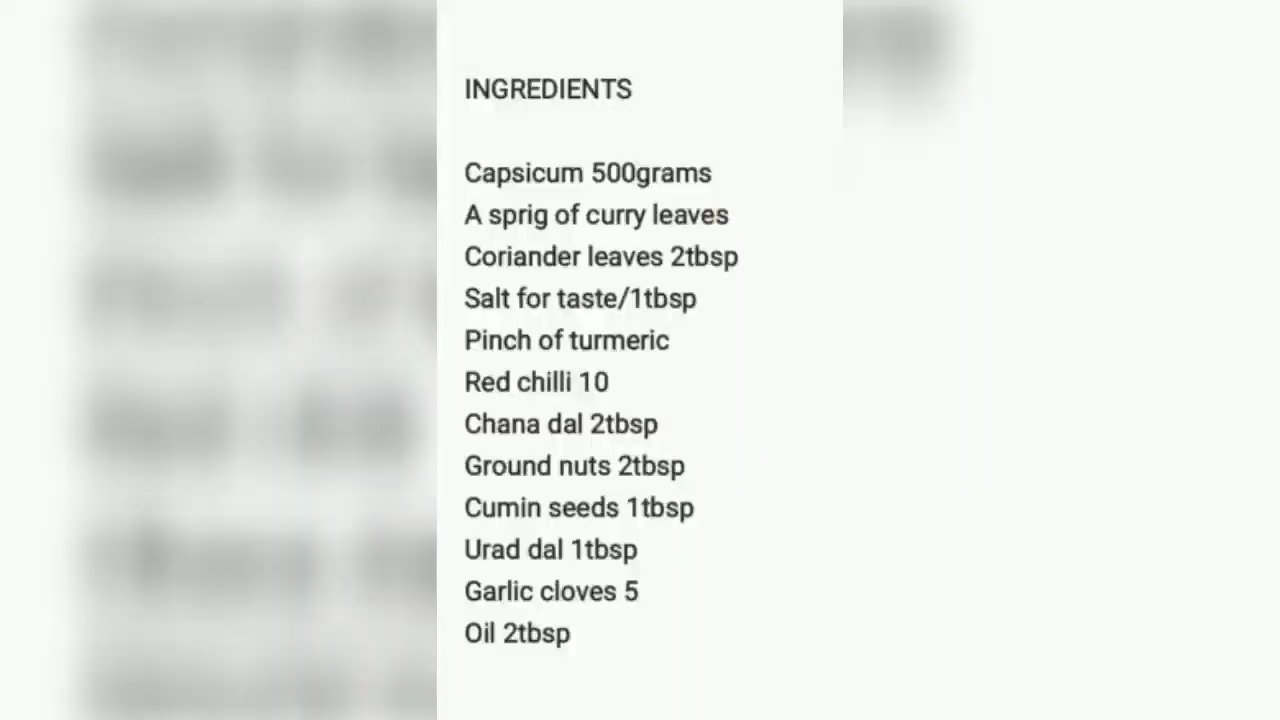 INGREDIENTS
Capsicum 500grams
A sprig of curry leaves
Coriander leaves 2tbsp
Salt for taste/1tbsp
Pinch of turmeric
Red chilli 10
Chana dal 2tbsp
Ground nuts 2tbsp
Cumin seeds 1tbsp
Urad dal 1tbsp
Garlic cloves 5
Oil 2tbsp